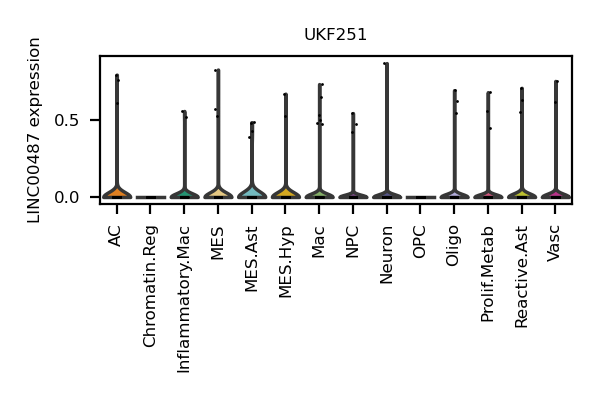 UKF251
LINC00487 expression
0.5
0.0
AC
Chromatin.Reg
Inflammatory.Mac
MES
MES.Ast
MES.Hyp
Mac
NPC
Neuron
OPC
Oligo
Prolif.Metab
Reactive.Ast
Vasc